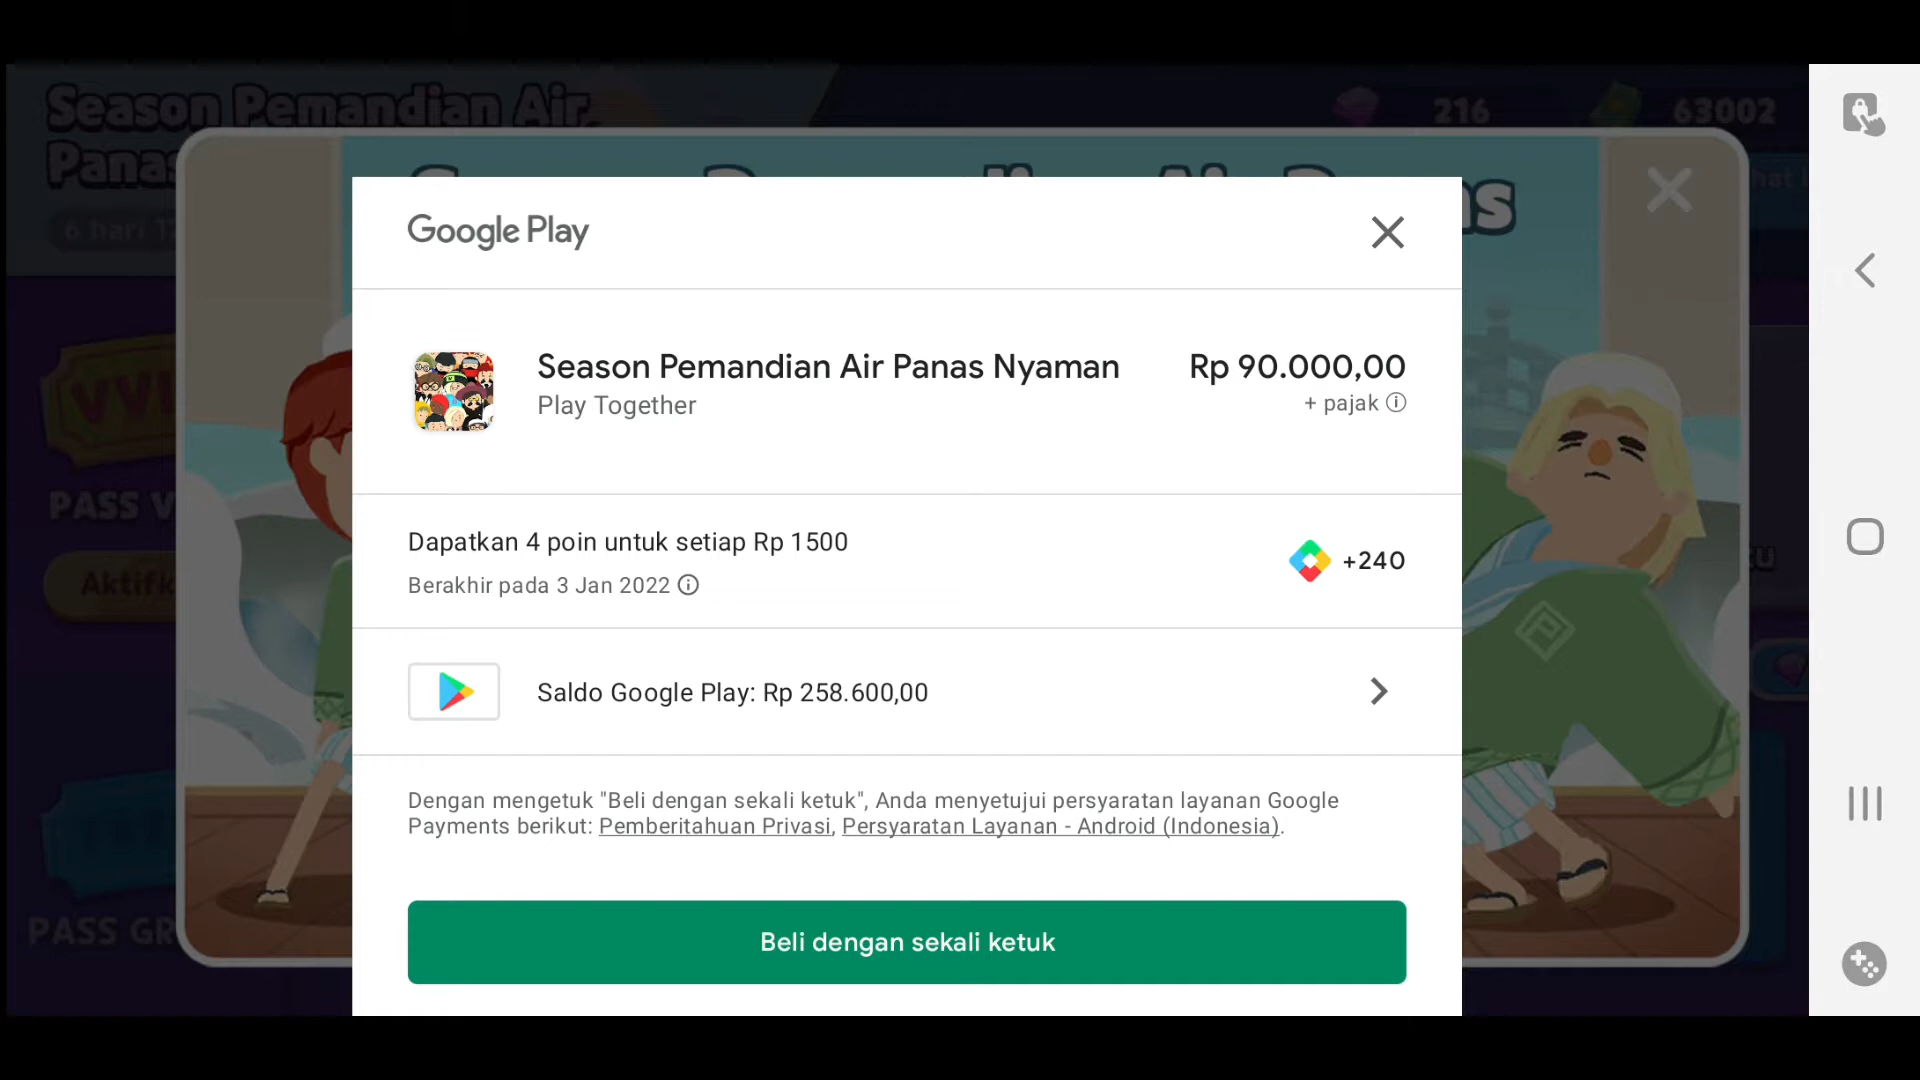 Season Pemandian Air
Panas
216
63002
6 hari
Google Play
Season Pemandian Air Panas Nyaman
Rp 90.000,00
Play Together
+ pajak
Dapatkan 4 poin untuk setiap Rp 1500
+240
Berakhir pada 3 Jan 2022
Saldo Google Play: Rp 258.600,00
Dengan mengetuk "Beli dengan sekali ketuk", Anda menyetujui persyaratan layanan Google
Payments berikut: Pemberitahuan Privasi, Persyaratan Layanan - Android (Indonesia).
Beli dengan sekali ketuk
PASS
PASS